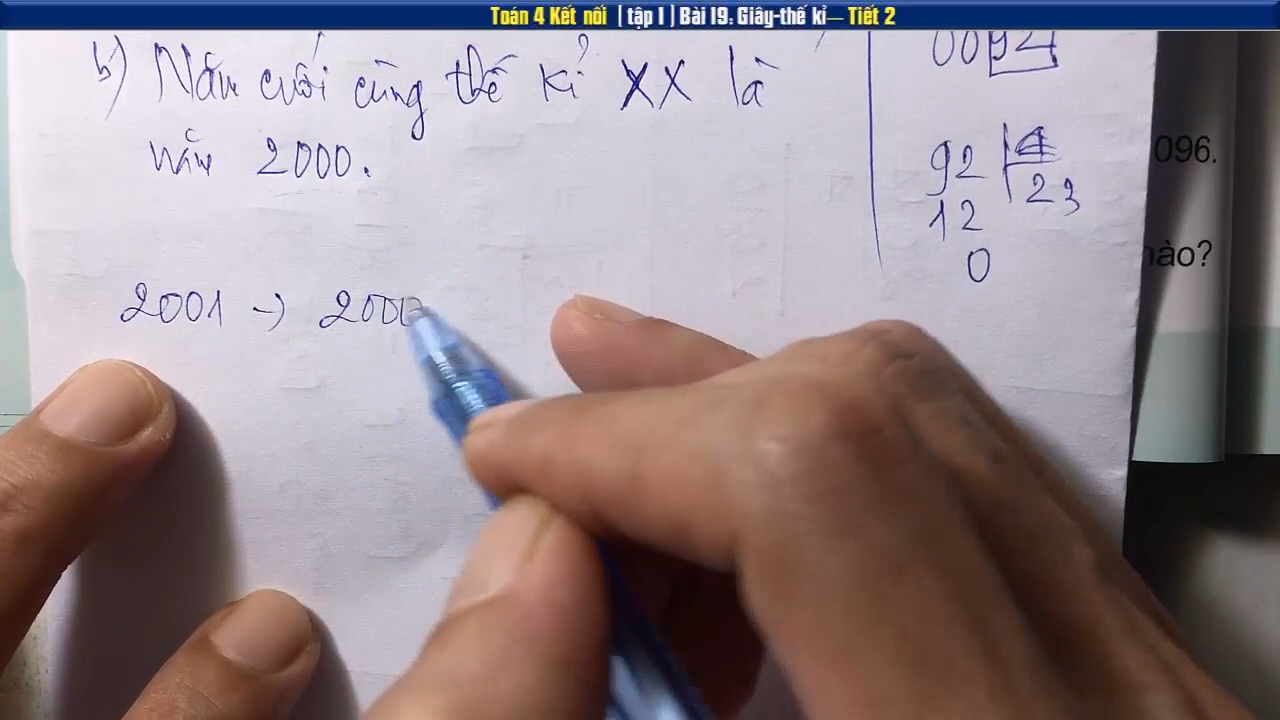 Toán 4 Kết nối ( tập 1 ) Bài 19: Giây-thế kỉ— Tiết 2
b) Năm cuối cùng thế kỉ XX là
năm 2000.
2001 → 200
0092
92 4
12 23
0
096.
nào?